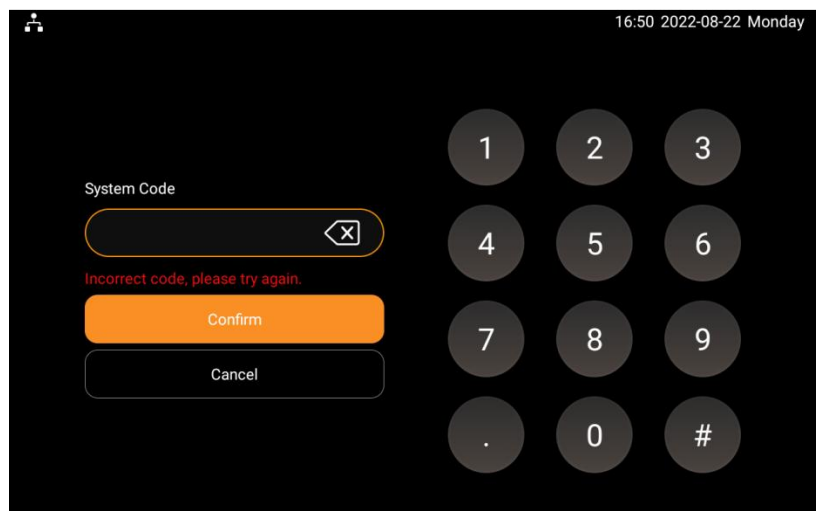 16:50 2022-08-22 Monday
System Code
Incorrect code, please try again.
Confirm
Cancel
1 2 3
4 5 6
7 8 9
. 0 #